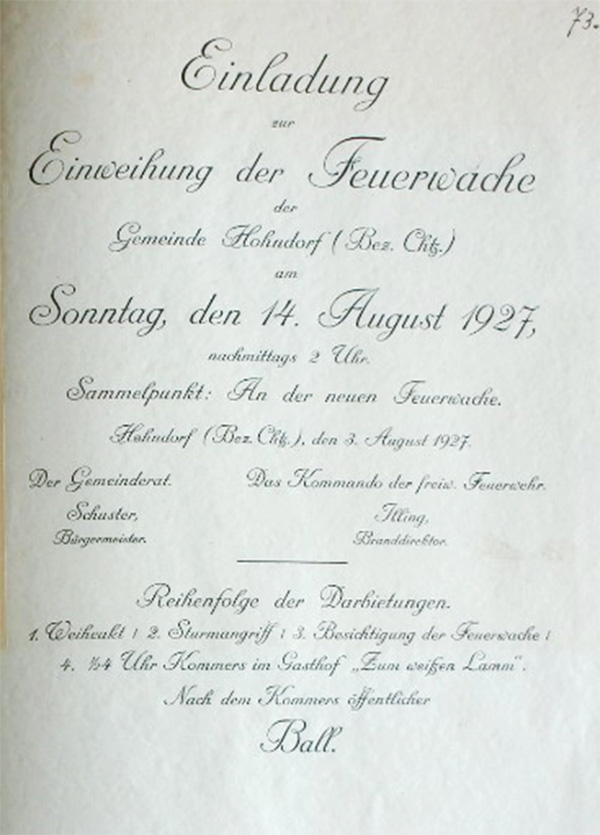 73.
Einladung
zur
Einweihung der Feuerwache
der
Gemeinde Hohndorf (Bez. Chtz.)
am
Sonntag, den 14. August 1927,
nachmittags 2 Uhr.
Sammelpunkt: An der neuen Feuerwache.
Hohndorf (Bez. Chtz.), den 3. August 1927.
Der Gemeinderat. Das Kommando der freiw. Feuerwehr.
Schuster, Illing,
Bürgermeister. Branddirektor.
Reihenfolge der Darbietungen.
1. Weiheakt : 2. Sturmangriff : 3. Besichtigung der Feuerwache :
4. ½4 Uhr Kommers im Gasthof „Zum weißen Lamm“.
Nach dem Kommers öffentlicher
Ball.